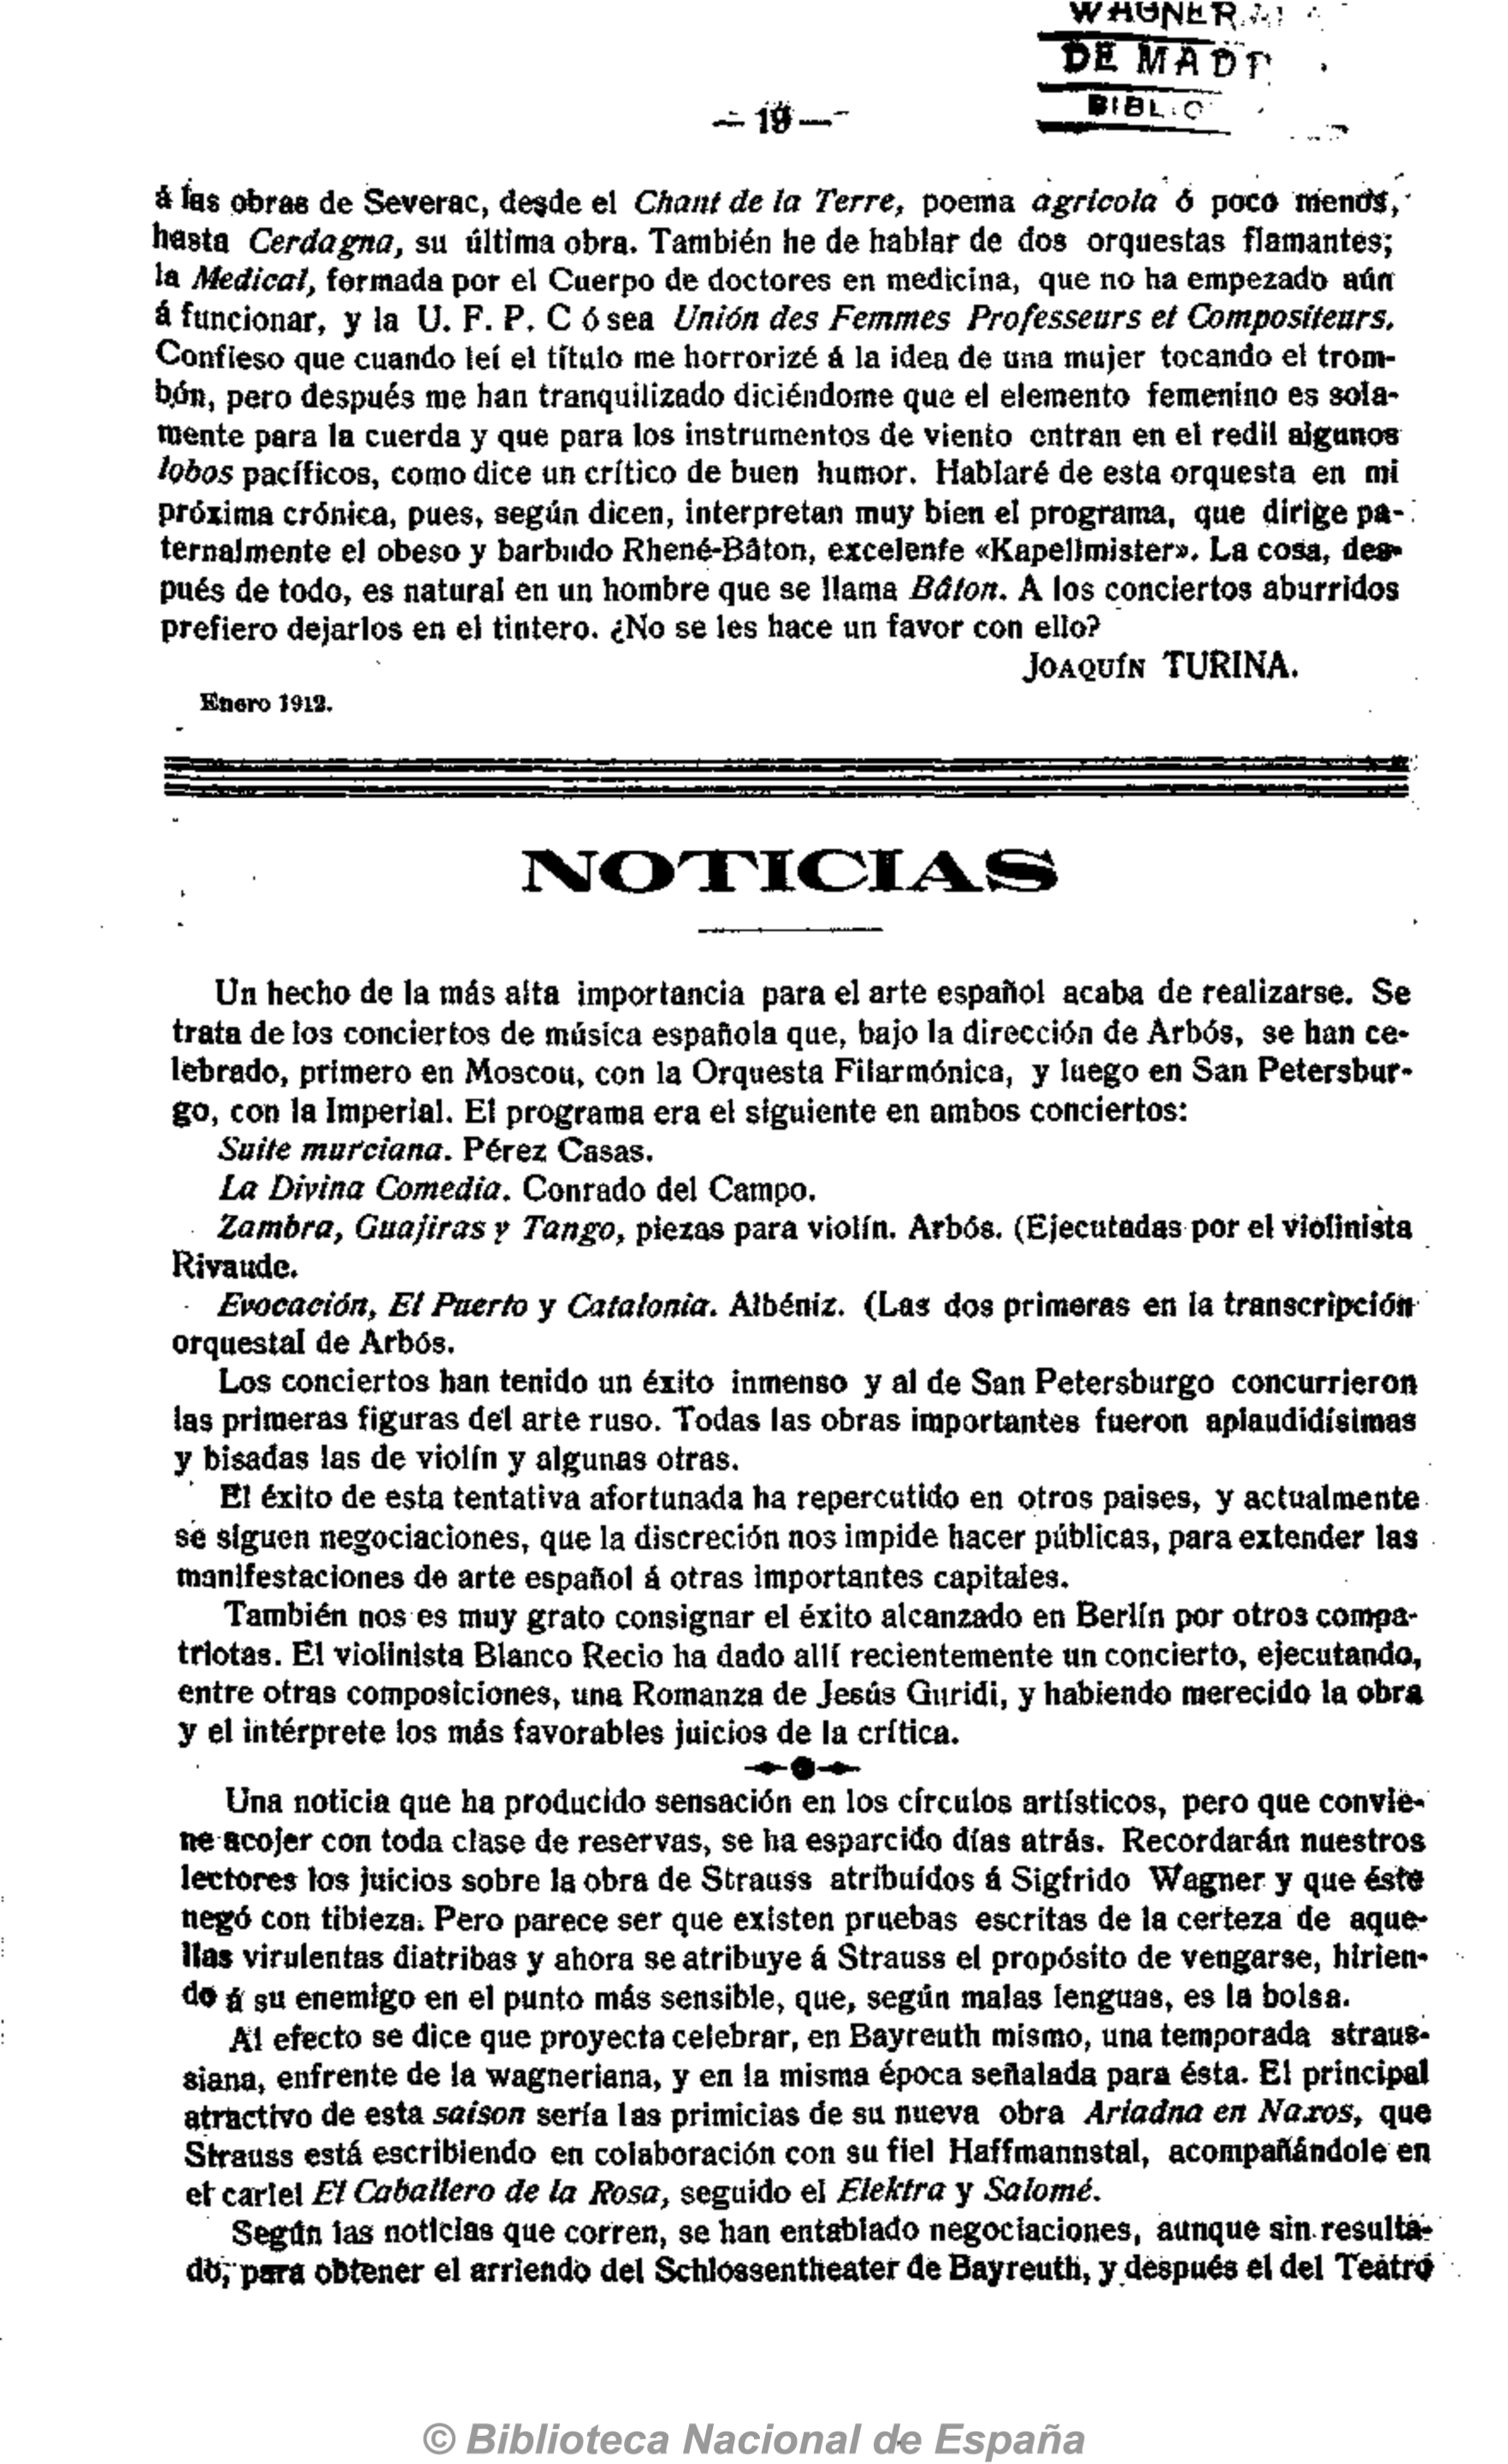 WAGNER
DE MADR
BIBLIO
— 19 —
á las obras de Severac, desde el Chant de la Terre, poema agrícola ó poco menos,
hasta Cerdagna, su última obra. También he de hablar de dos orquestas flamantes;
la Medical, formada por el Cuerpo de doctores en medicina, que no ha empezado aún
á funcionar, y la U. F. P. C ó sea Unión des Femmes Professeurs et Compositeurs.
Confieso que cuando leí el título me horrorizé á la idea de una mujer tocando el trom-
bón, pero después me han tranquilizado diciéndome que el elemento femenino es sola-
mente para la cuerda y que para los instrumentos de viento entran en el redil algunos
lobos pacíficos, como dice un crítico de buen humor. Hablaré de esta orquesta en mi
próxima crónica, pues, según dicen, interpretan muy bien el programa, que dirige pa-
ternalmente el obeso y barbudo Rhené-Bâton, excelente «Kapellmister». La cosa, des-
pués de todo, es natural en un hombre que se llama Bâton. A los conciertos aburridos
prefiero dejarlos en el tintero. ¿No se les hace un favor con ello?
JOAQUÍN TURINA.
Enero 1912.
NOTICIAS
Un hecho de la más alta importancia para el arte español acaba de realizarse. Se
trata de los conciertos de música española que, bajo la dirección de Arbós, se han ce-
lebrado, primero en Moscou, con la Orquesta Filarmónica, y luego en San Petersbur-
go, con la Imperial. El programa era el siguiente en ambos conciertos:
Suite murciana. Pérez Casas.
La Divina Comedia. Conrado del Campo.
Zambra, Guajiras y Tango, piezas para violín. Arbós. (Ejecutadas por el violinista
Rivaude.
Evocación, El Puerto y Catalonia. Albéniz. (Las dos primeras en la transcripción
orquestal de Arbós.
Los conciertos han tenido un éxito inmenso y al de San Petersburgo concurrieron
las primeras figuras del arte ruso. Todas las obras importantes fueron aplaudidísimas
y bisadas las de violín y algunas otras.
El éxito de esta tentativa afortunada ha repercutido en otros paises, y actualmente
se siguen negociaciones, que la discreción nos impide hacer públicas, para extender las
manifestaciones de arte español á otras importantes capitales.
También nos es muy grato consignar el éxito alcanzado en Berlín por otros compa-
triotas. El violinista Blanco Recio ha dado allí recientemente un concierto, ejecutando,
entre otras composiciones, una Romanza de Jesús Guridi, y habiendo merecido la obra
y el intérprete los más favorables juicios de la crítica.
Una noticia que ha producido sensación en los círculos artísticos, pero que convie-
ne acojer con toda clase de reservas, se ha esparcido días atrás. Recordarán nuestros
lectores los juicios sobre la obra de Strauss atribuídos á Sigfrido Wagner y que éste
negó con tibieza. Pero parece ser que existen pruebas escritas de la certeza de aque-
llas virulentas diatribas y ahora se atribuye á Strauss el propósito de vengarse, hirien-
do á su enemigo en el punto más sensible, que, según malas lenguas, es la bolsa.
Al efecto se dice que proyecta celebrar, en Bayreuth mismo, una temporada straus-
siana, enfrente de la wagneriana, y en la misma época señalada para ésta. El principal
atractivo de esta saison sería las primicias de su nueva obra Ariadna en Naxos, que
Strauss está escribiendo en colaboración con su fiel Haffmannstal, acompañándole en
el cartel El Caballero de la Rosa, seguido el Elektra y Salomé.
Según las noticias que corren, se han entablado negociaciones, aunque sin resulta-
do, para obtener el arriendo del Schlossentheater de Bayreuth, y después el del Teatro
© Biblioteca Nacional de España